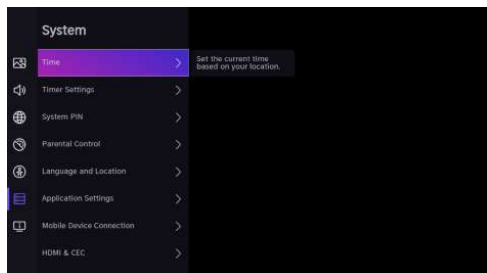 System
Time
Set the current time
based on your location.
Timer Settings
System PIN
Parental Control
Language and Location
Application Settings
Mobile Device Connection
HDMI & CEC